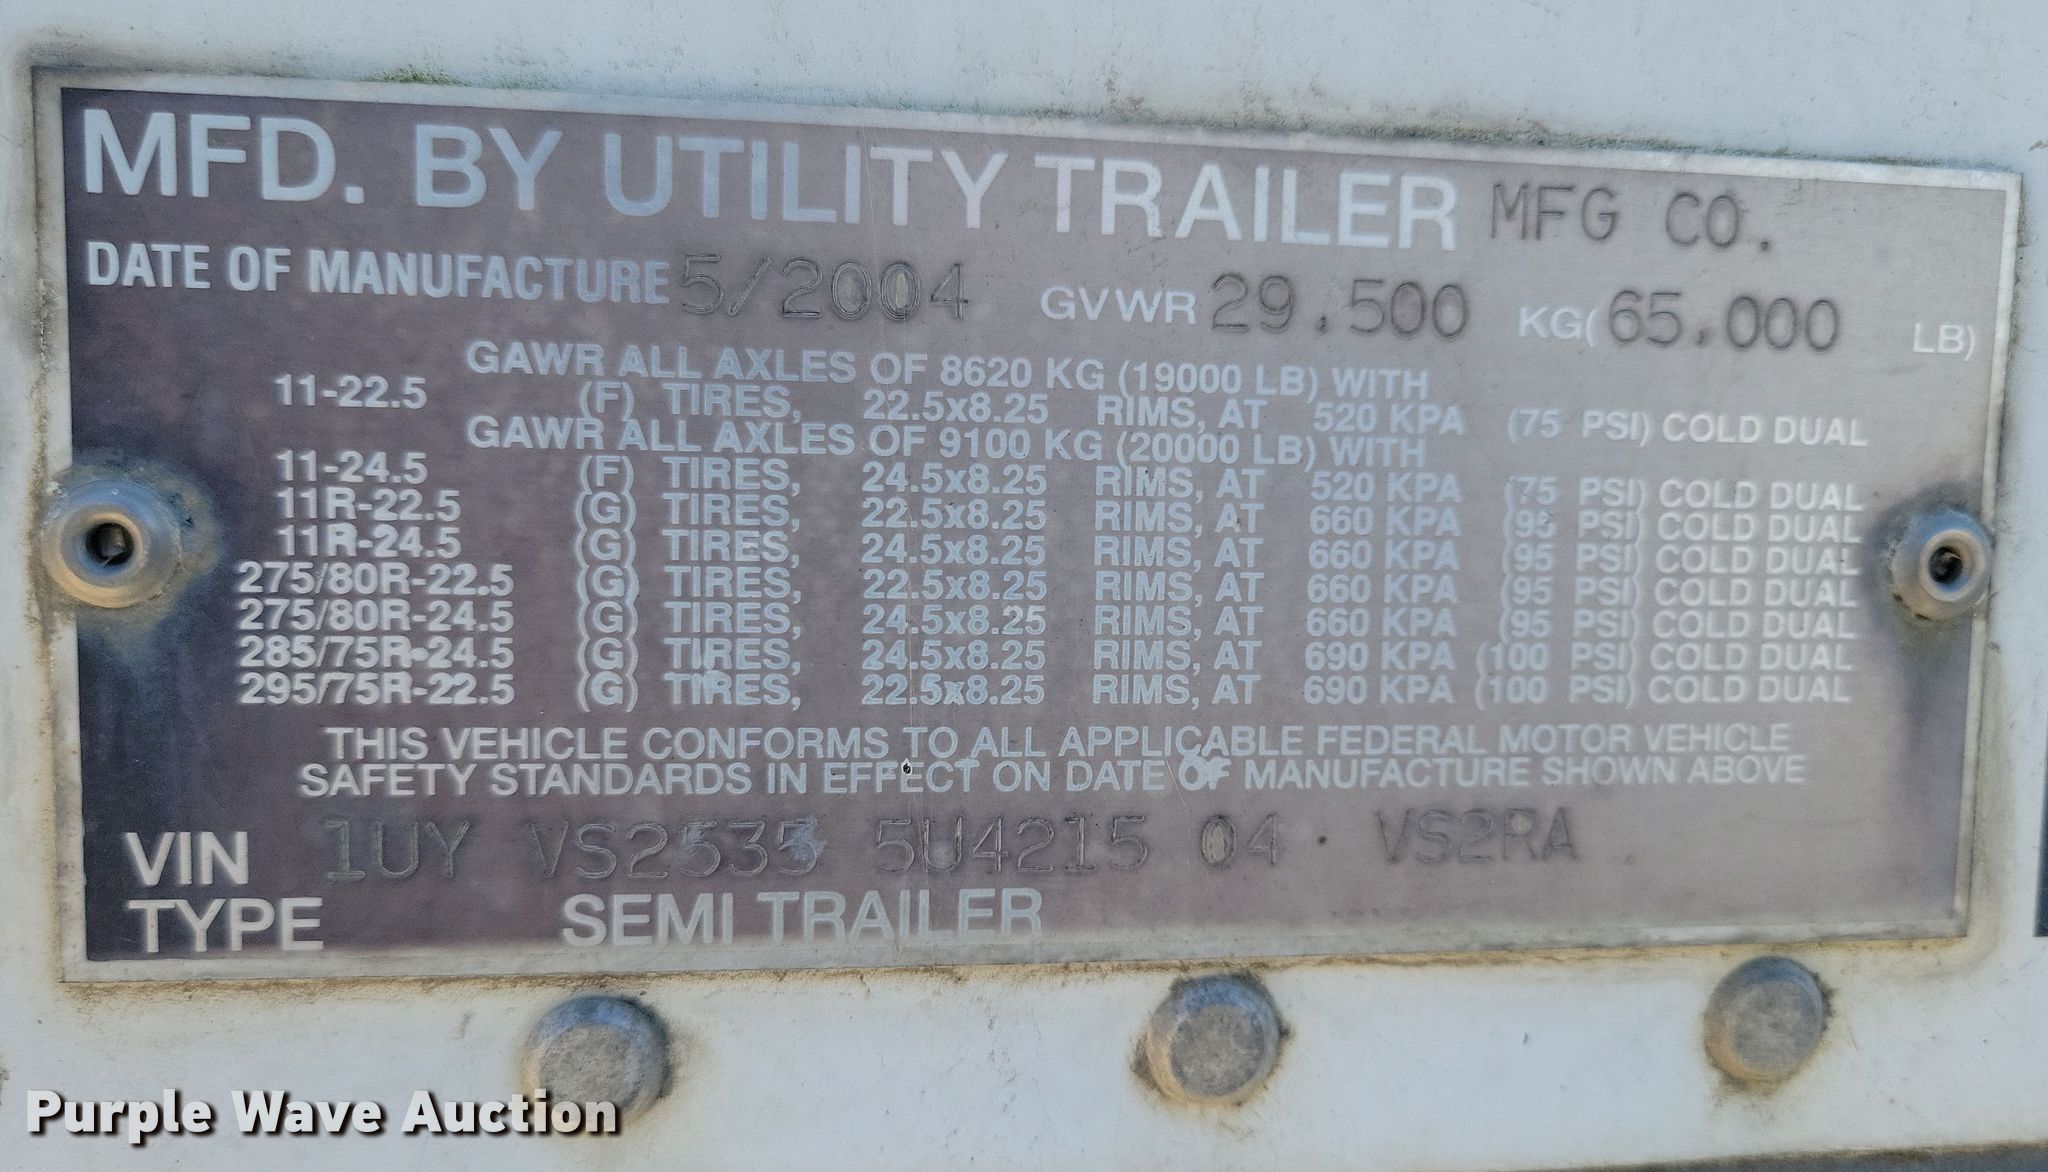 MFD. BY UTILITY TRAILER MFG CO.
DATE OF MANUFACTURE 5/2004 GVWR 29,500 KG( 65,000 LB)
GAWR ALL AXLES OF 8620 KG (19000 LB) WITH
11-22.5 (F) TIRES, 22.5x8.25 RIMS, AT 520 KPA (75 PSI) COLD DUAL
GAWR ALL AXLES OF 9100 KG (20000 LB) WITH
11-24.5 (F) TIRES, 24.5x8.25 RIMS, AT 520 KPA (75 PSI) COLD DUAL
11R-22.5 (G) TIRES, 22.5x8.25 RIMS, AT 660 KPA (95 PSI) COLD DUAL
11R-24.5 (G) TIRES, 24.5x8.25 RIMS, AT 660 KPA (95 PSI) COLD DUAL
275/80R-22.5 (G) TIRES, 22.5x8.25 RIMS, AT 660 KPA (95 PSI) COLD DUAL
275/80R-24.5 (G) TIRES, 24.5x8.25 RIMS, AT 660 KPA (95 PSI) COLD DUAL
285/75R-24.5 (G) TIRES, 24.5x8.25 RIMS, AT 690 KPA (100 PSI) COLD DUAL
295/75R-22.5 (G) TIRES, 22.5x8.25 RIMS, AT 690 KPA (100 PSI) COLD DUAL
THIS VEHICLE CONFORMS TO ALL APPLICABLE FEDERAL MOTOR VEHICLE
SAFETY STANDARDS IN EFFECT ON DATE OF MANUFACTURE SHOWN ABOVE
VIN 1UY VS2535 5U4215 04 VS2RA
TYPE SEMI TRAILER
Purple Wave Auction